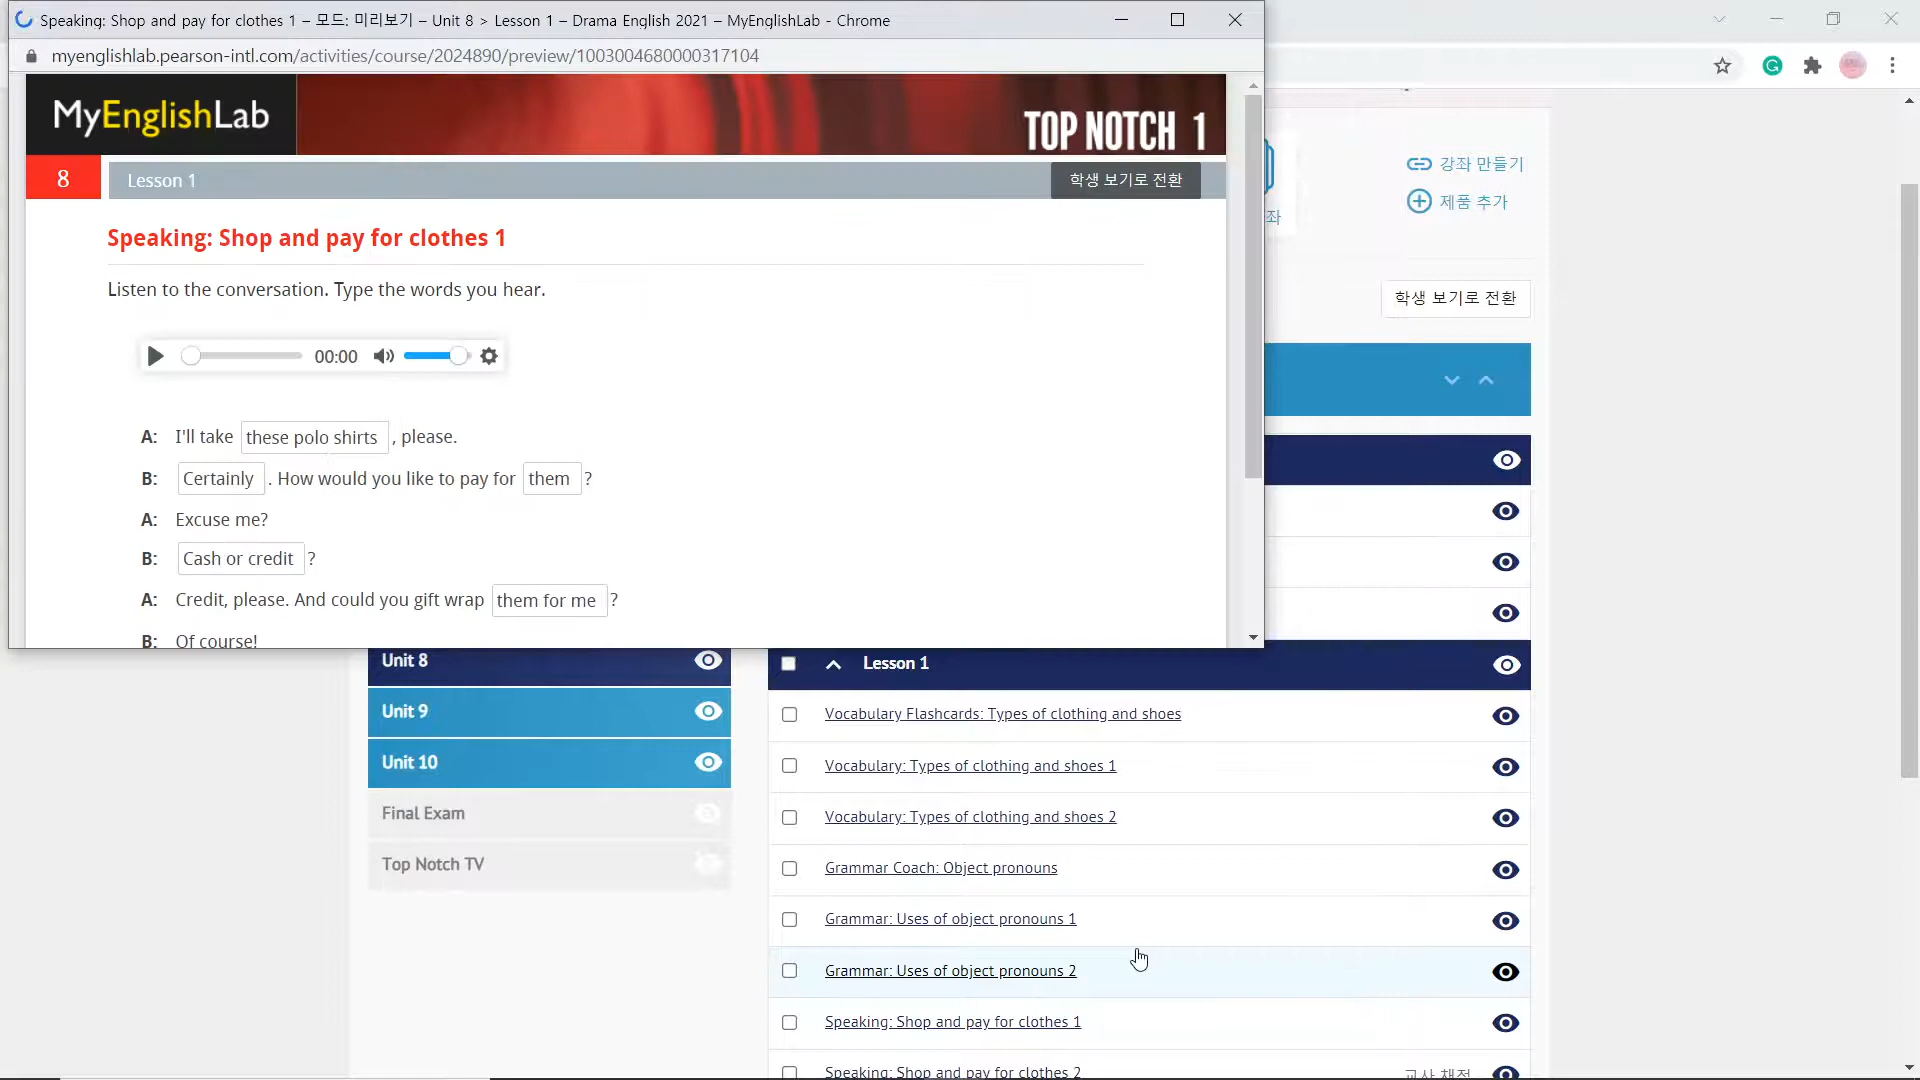 Speaking: Shop and pay for clothes 1 – 모드: 미리보기 – Unit 8 > Lesson 1 – Drama English 2021 – MyEnglishLab - Chrome
myenglishlab.pearson-intl.com/activities/course/2024890/preview/1003004680000317104
MyEnglishLab
TOP NOTCH 1
8
Lesson 1
학생 보기로 전환
Speaking: Shop and pay for clothes 1
Listen to the conversation. Type the words you hear.
00:00
A: I'll take these polo shirts , please.
B: Certainly . How would you like to pay for them ?
A: Excuse me?
B: Cash or credit ?
A: Credit, please. And could you gift wrap them for me ?
B: Of course!
강좌 만들기
제품 추가
좌
학생 보기로 전환
Unit 8
Unit 9
Unit 10
Final Exam
Top Notch TV
Lesson 1
Vocabulary Flashcards: Types of clothing and shoes
Vocabulary: Types of clothing and shoes 1
Vocabulary: Types of clothing and shoes 2
Grammar Coach: Object pronouns
Grammar: Uses of object pronouns 1
Grammar: Uses of object pronouns 2
Speaking: Shop and pay for clothes 1
Speaking: Shop and pay for clothes 2
교사 채점